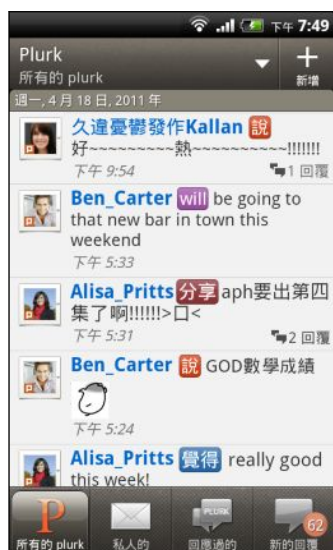 下午 7:49
Plurk
所有的 plurk
新增
週一, 4 月 18 日, 2011 年
久違憂鬱發作Kallan 說
好~~~~~~~~~熱~~~~~~~~~~!!!!!!!
下午 9:54
1 回覆
Ben_Carter will be going to
that new bar in town this
weekend
下午 5:33
Alisa_Pritts 分享 aph要出第四
集了啊!!!!!!>口<
下午 5:31
2 回覆
Ben_Carter 說 GOD數學成績
下午 5:24
Alisa_Pritts 覺得 really good
this week!
P
PLURK
62
所有的 plurk
私人的
回應過的
新的回覆